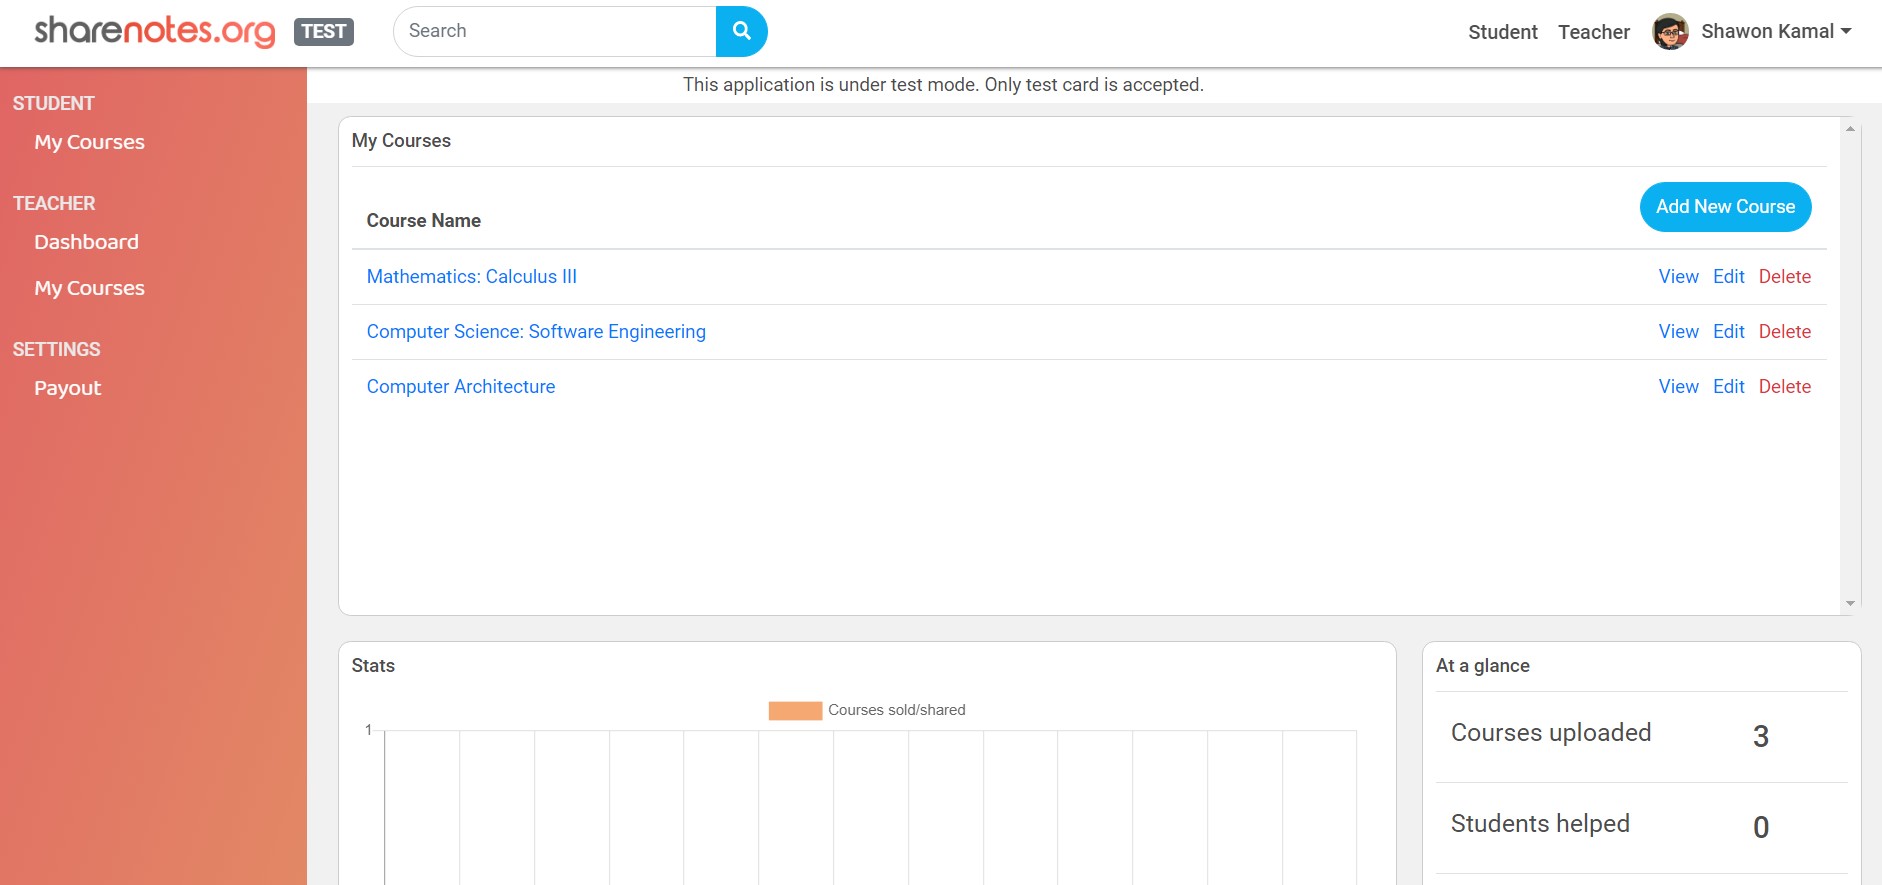 sharenotes.org TEST Search Student Teacher Shawon Kamal
This application is under test mode. Only test card is accepted.
STUDENT
My Courses
TEACHER
Dashboard
My Courses
SETTINGS
Payout
My Courses
Course Name Add New Course
Mathematics: Calculus III View Edit Delete
Computer Science: Software Engineering View Edit Delete
Computer Architecture View Edit Delete
Stats
Courses sold/shared
1
At a glance
Courses uploaded 3
Students helped 0